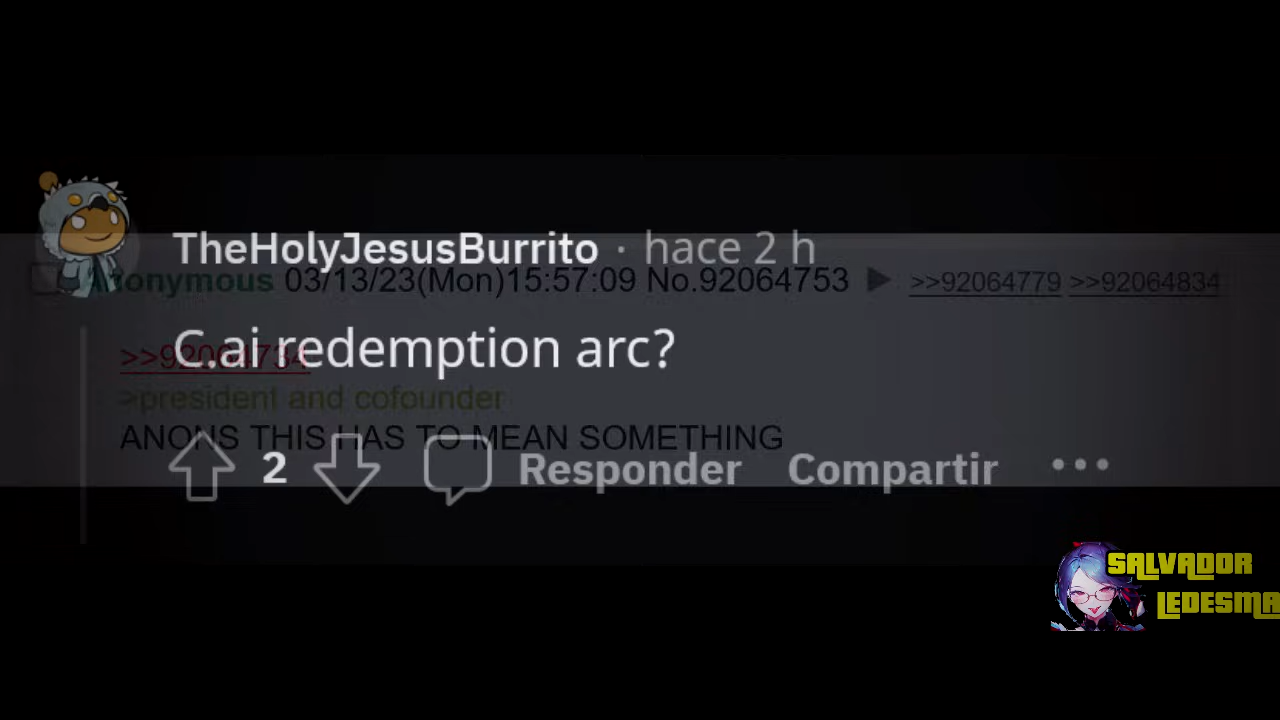 TheHolyJesusBurrito · hace 2 h
Anonymous 03/13/23(Mon)15:57:09 No.92064753 ▶ >>92064779 >>92064834
C.ai redemption arc?
>>92064734
>president and cofounder
ANONS THIS HAS TO MEAN SOMETHING
2 Responder Compartir •••
SALVADOR
LEDESMA